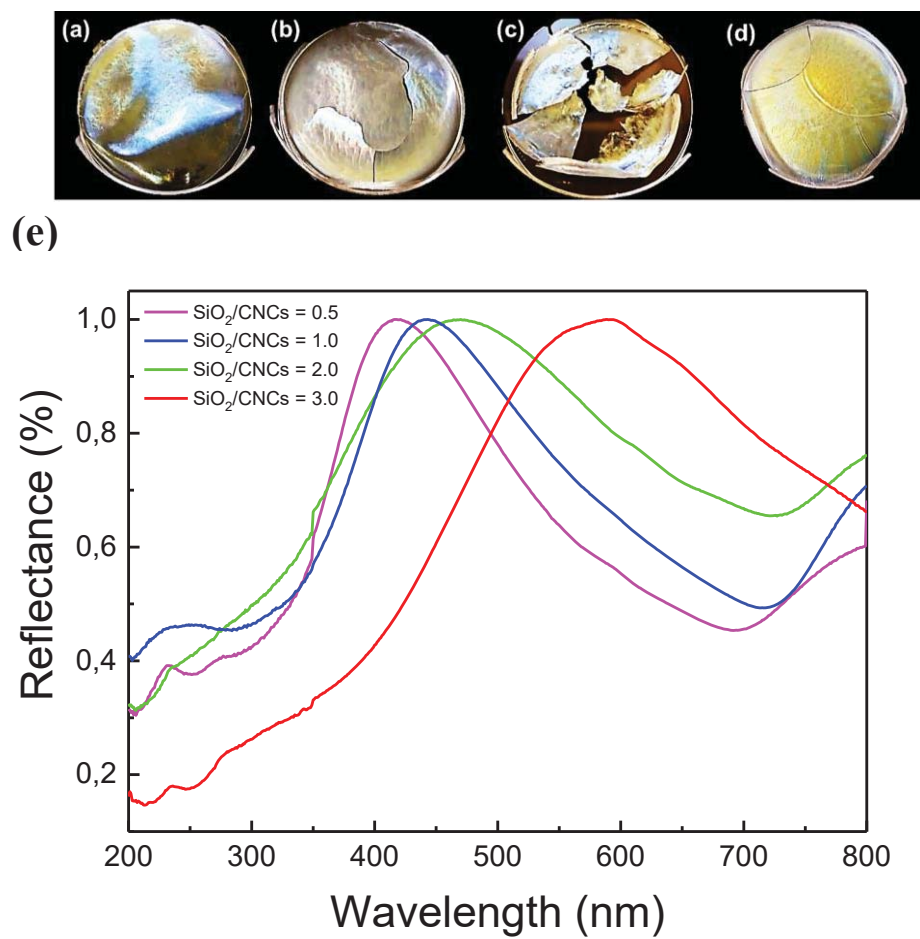 (a) (b) (c) (d)
(e)
SiO₂/CNCs = 0.5
SiO₂/CNCs = 1.0
SiO₂/CNCs = 2.0
SiO₂/CNCs = 3.0
1,0
0,8
0,6
0,4
0,2
Reflectance (%)
200 300 400 500 600 700 800
Wavelength (nm)